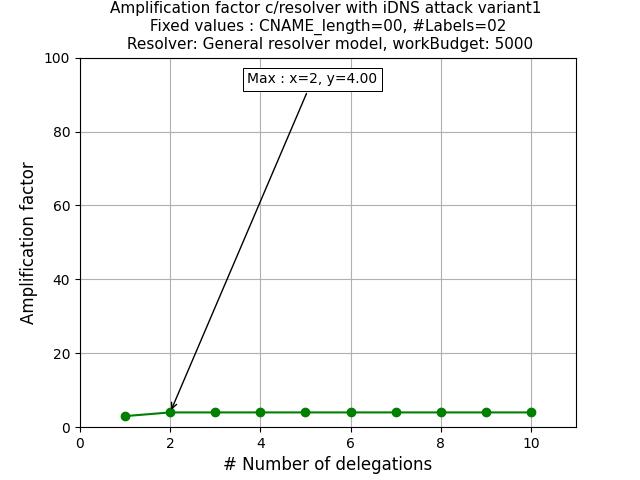 Amplification factor c/resolver with iDNS attack variant1
Fixed values : CNAME_length=00, #Labels=02
Resolver: General resolver model, workBudget: 5000
Max : x=2, y=4.00
100
80
60
40
20
0
Amplification factor
0 2 4 6 8 10
# Number of delegations